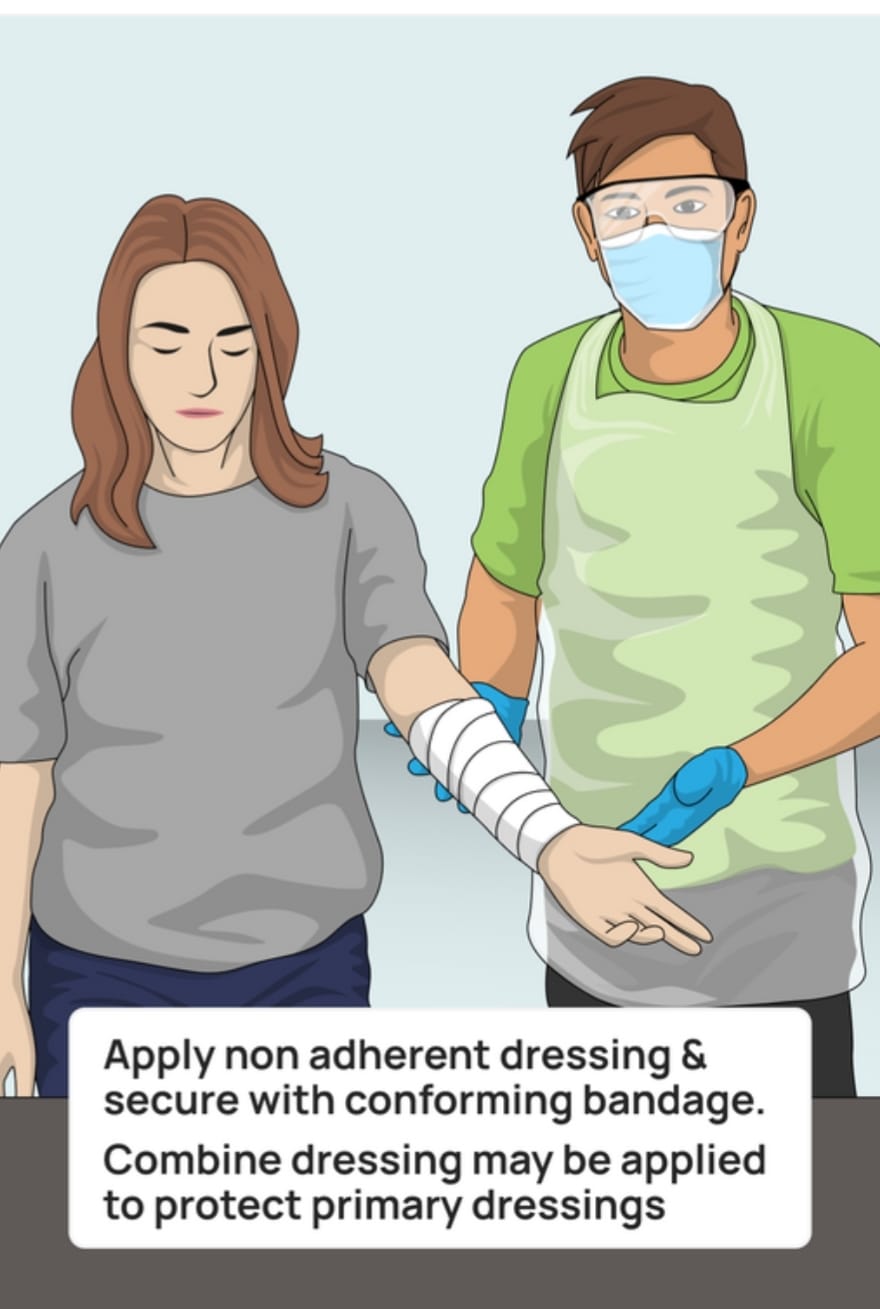 Apply non adherent dressing &
secure with conforming bandage.
Combine dressing may be applied
to protect primary dressings